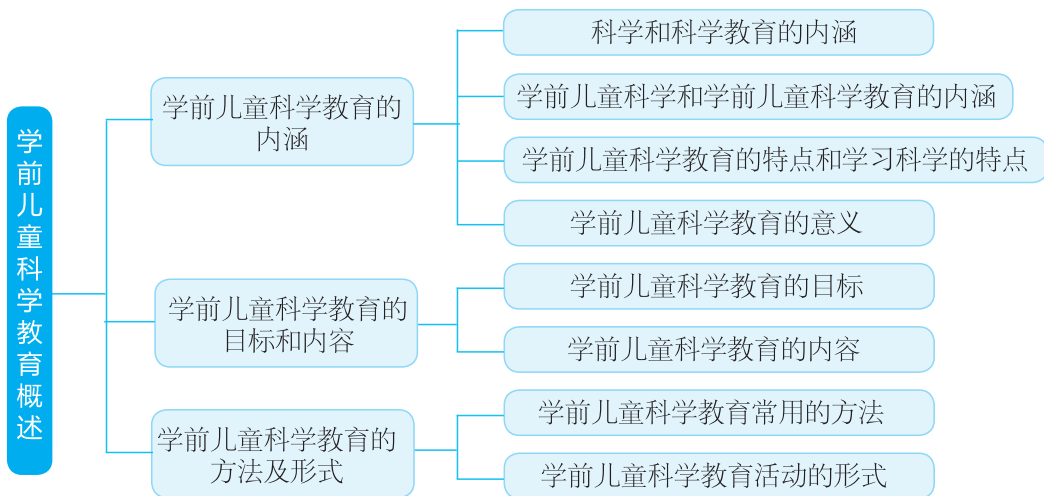 学前儿童科学教育概述
学前儿童科学教育的
内涵
科学和科学教育的内涵
学前儿童科学和学前儿童科学教育的内涵
学前儿童科学教育的特点和学习科学的特点
学前儿童科学教育的意义
学前儿童科学教育的
目标和内容
学前儿童科学教育的目标
学前儿童科学教育的内容
学前儿童科学教育的
方法及形式
学前儿童科学教育常用的方法
学前儿童科学教育活动的形式